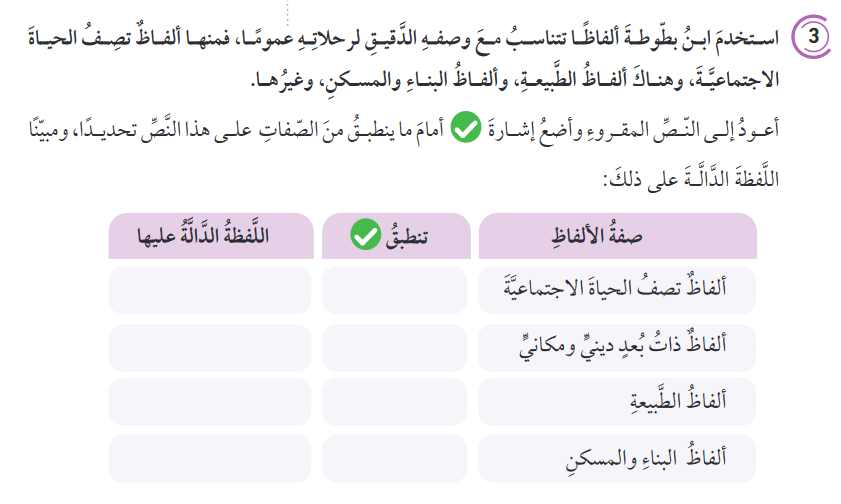 3
استخدمَ ابنُ بطّوطةَ ألفاظًا تتناسبُ معَ وصفهِ الدَّقيقِ لرحلاتِهِ عمومًا، فمنها ألفاظٌ تصِفُ الحياةَ
الاجتماعيَّةَ، وهناكَ ألفاظُ الطَّبيعةِ، وألفاظُ البناءِ والمسكنِ، وغيرُها.
أعودُ إلى النّصِّ المقروءِ وأضعُ إشارةَ ✓ أمامَ ما ينطبقُ منَ الصّفاتِ على هذا النَّصِّ تحديدًا، ومبيّنًا
اللَّفظةَ الدَّالَّةَ على ذلكَ:
صفةُ الألفاظِ تنطبقُ ✓ اللَّفظةُ الدَّالَّةُ عليها
ألفاظٌ تصفُ الحياةَ الاجتماعيَّةَ
ألفاظٌ ذاتُ بُعدٍ دينيٍّ ومكانيٍّ
ألفاظُ الطَّبيعةِ
ألفاظُ البناءِ والمسكنِ